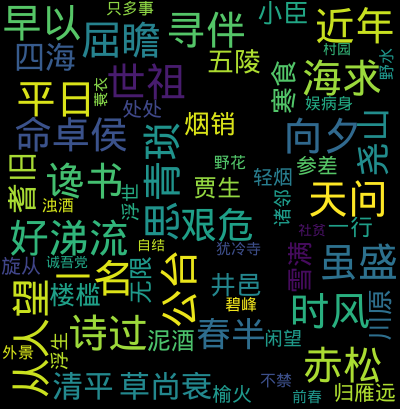 早以
只多事
屈瞻
寻伴
小臣
近年
四海
五陵
村园
野水
世祖
寒食
海求
平日
蓑衣
处处
娱病身
命卓侯
烟销
向夕
尧山
思青琐
耆旧
谗书
野花
参差
浊酒
浮世
贾生
轻烟
诸邻
天问
艰危
好涕流
自结
犹冷寺
社贫
一行
旋从
诚吾党
一的
无限
公台
雪满
虽盛
楼槛
井邑
川原
从人望
碧峰
时风
诗过
泥酒
春半
闲望
外景
浮生
赤松
清平
草尚衰
榆火
不禁
前春
归雁远